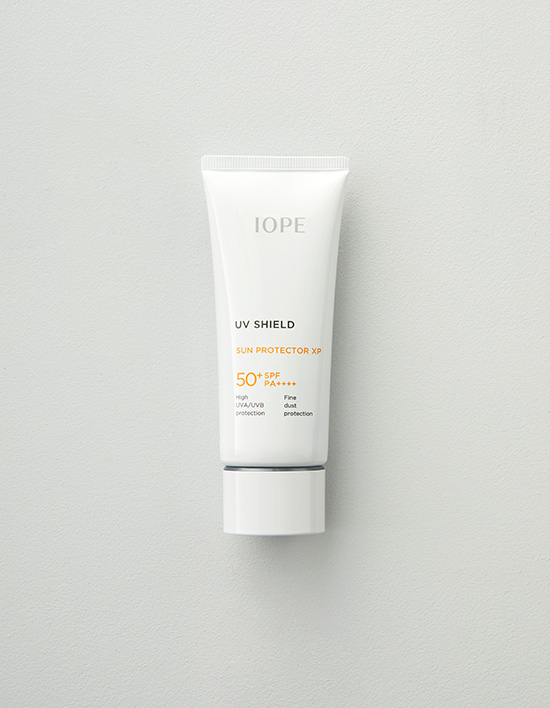 IOPE
UV SHIELD
SUN PROTECTOR XP
50+ SPF
PA++++
High
UVA/UVB
protection
Fine
dust
protection